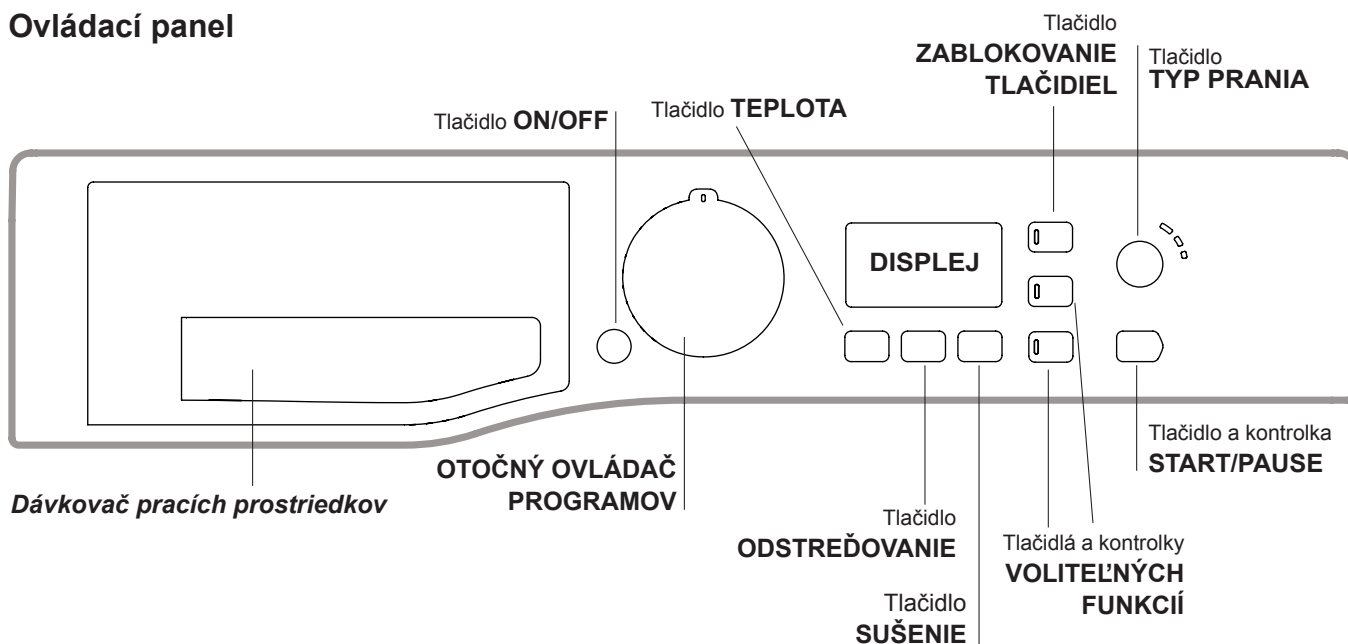 Ovládací panel
Tlačidlo
ZABLOKOVANIE
TLAČIDIEL
Tlačidlo
TYP PRANIA
Tlačidlo ON/OFF
Tlačidlo TEPLOTA
DISPLEJ
Dávkovač pracích prostriedkov
OTOČNÝ OVLÁDAČ
PROGRAMOV
Tlačidlo
ODSTREĎOVANIE
Tlačidlo
SUŠENIE
Tlačidlá a kontrolky
VOLITEĽNÝCH
FUNKCIÍ
Tlačidlo a kontrolka
START/PAUSE